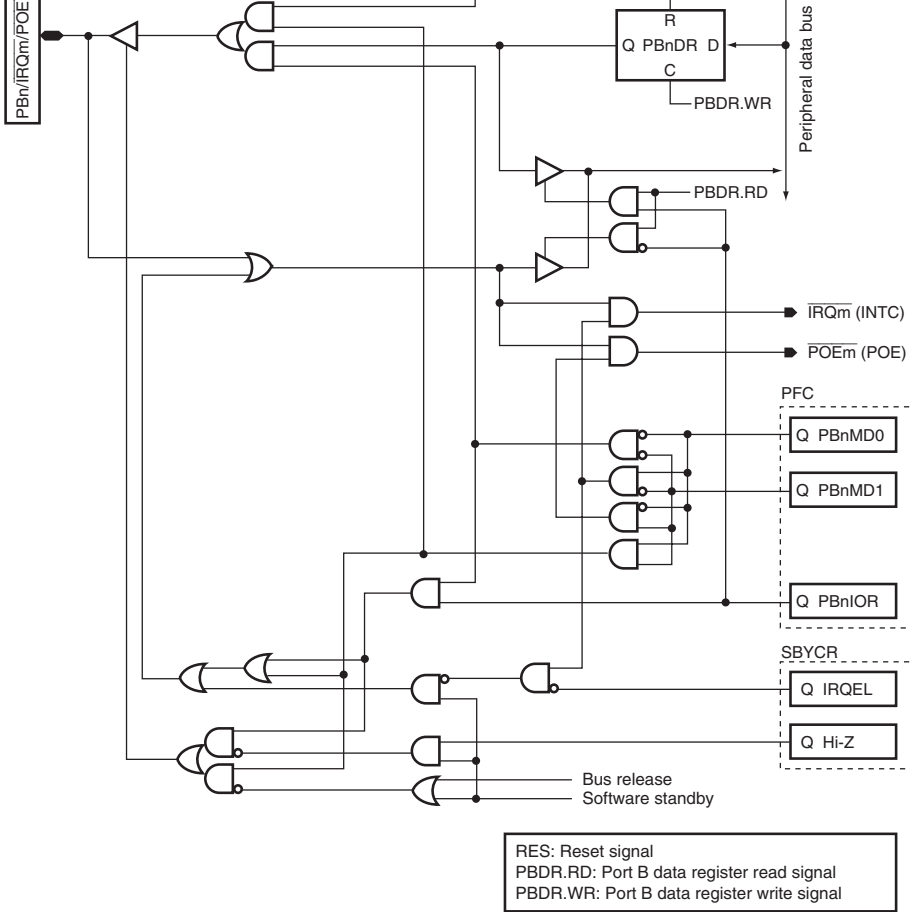 PBn/IRQm/POE
R
Q PBnDR D
C
PBDR.WR
Peripheral data bus
PBDR.RD
IRQm (INTC)
POEm (POE)
PFC
Q PBnMD0
Q PBnMD1
Q PBnIOR
SBYCR
Q IRQEL
Q Hi-Z
Bus release
Software standby
RES: Reset signal
PBDR.RD: Port B data register read signal
PBDR.WR: Port B data register write signal